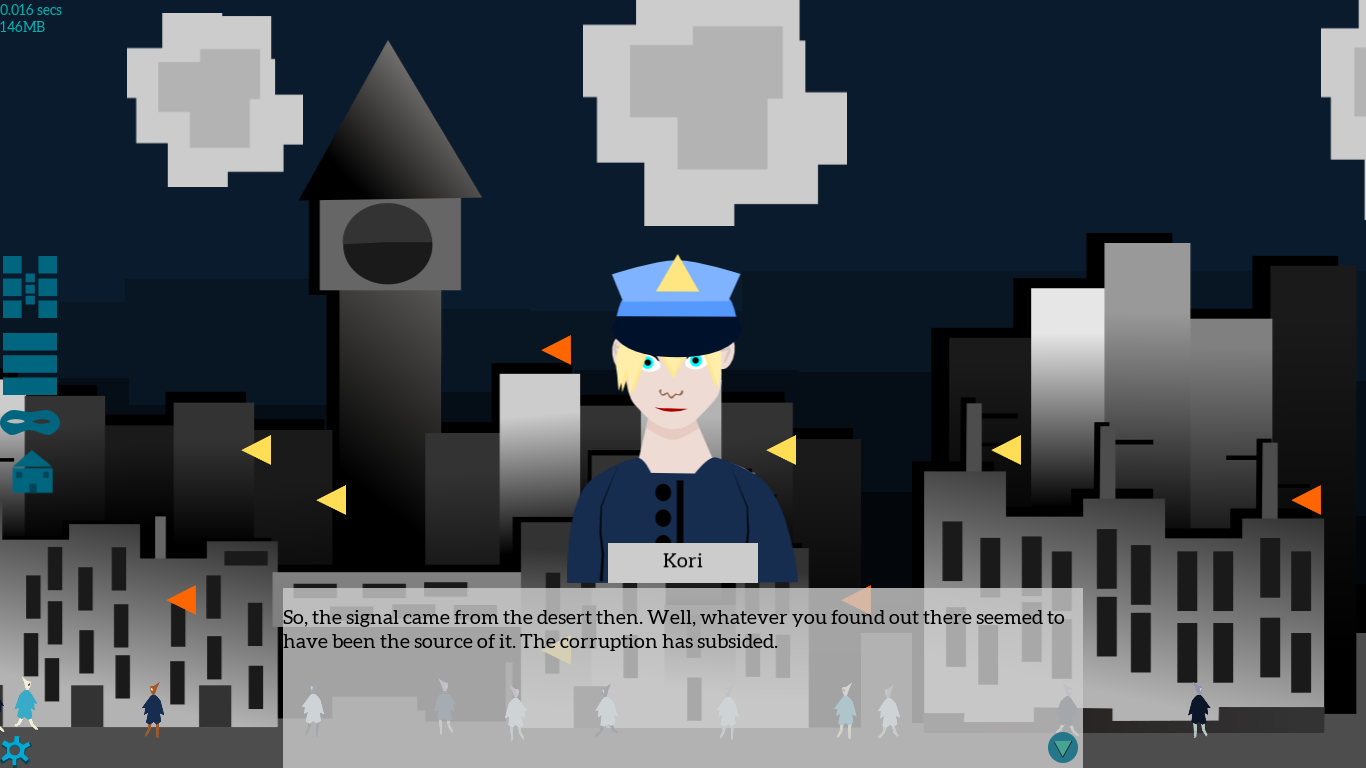 0.016 secs
146MB
Kori
So, the signal came from the desert then. Well, whatever you found out there seemed to
have been the source of it. The corruption has subsided.